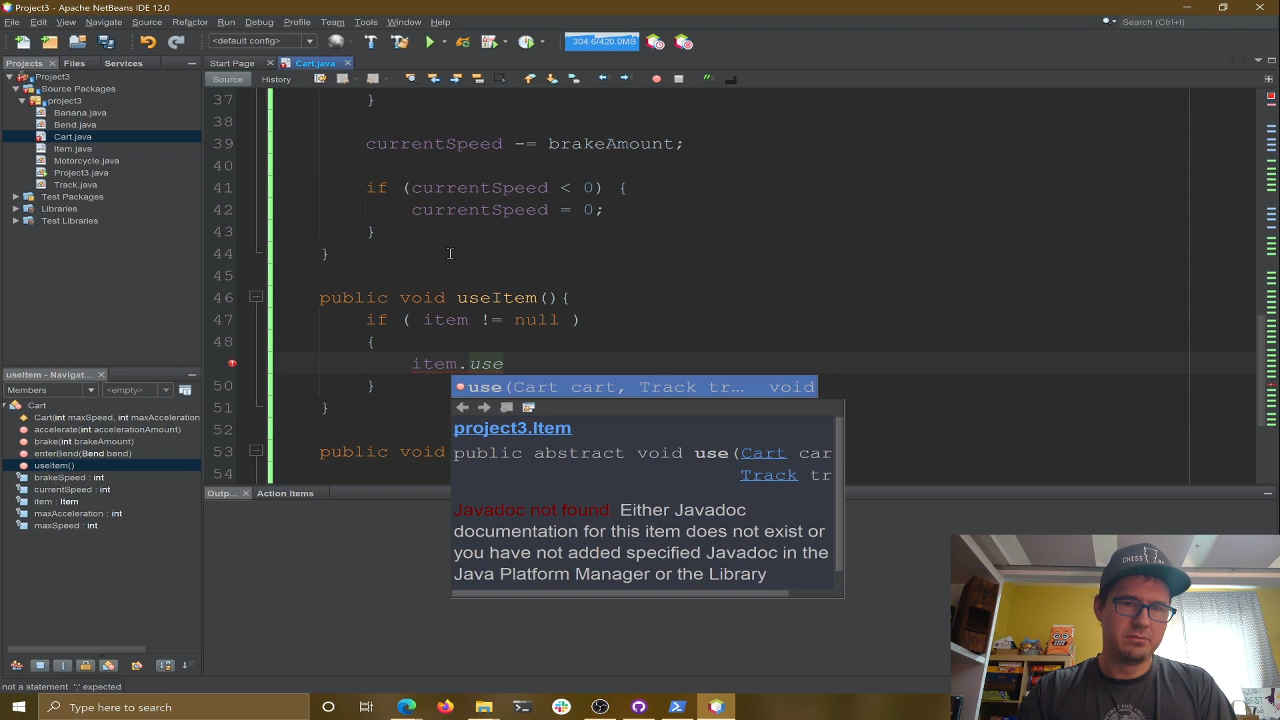 Project3 - Apache NetBeans IDE 12.0
File Edit View Navigate Source Refactor Run Debug Profile Team Tools Window Help
Search (Ctrl+I)
<default config>
304.6/420.0MB
Projects Files Services
Start Page Cart.java
Source History
Project3
Source Packages
project3
Banana.java
Bend.java
Cart.java
Item.java
Motorcycle.java
Project3.java
Track.java
Test Packages
Libraries
Test Libraries
37 }
38
39 currentSpeed -= brakeAmount;
40
41 if (currentSpeed < 0) {
42 currentSpeed = 0;
43 }
44 }
45
46 public void useItem(){
47 if ( item != null )
48 {
item.use
50 }
51 }
52
53 public void
54
use(Cart cart, Track tr... void
project3.Item
public abstract void use(Cart car
Track tr
Javadoc not found. Either Javadoc
documentation for this item does not exist or
you have not added specified Javadoc in the
Java Platform Manager or the Library
useItem - Navigat...
Members <empty>
Cart
Cart(int maxSpeed, int maxAcceleration
accelerate(int accelerationAmount)
brake(int brakeAmount)
enterBend(Bend bend)
useItem()
brakeSpeed : int
currentSpeed : int
item : Item
maxAcceleration : int
maxSpeed : int
Outp... Action Items
not a statement ';' expected
Type here to search
CHESS